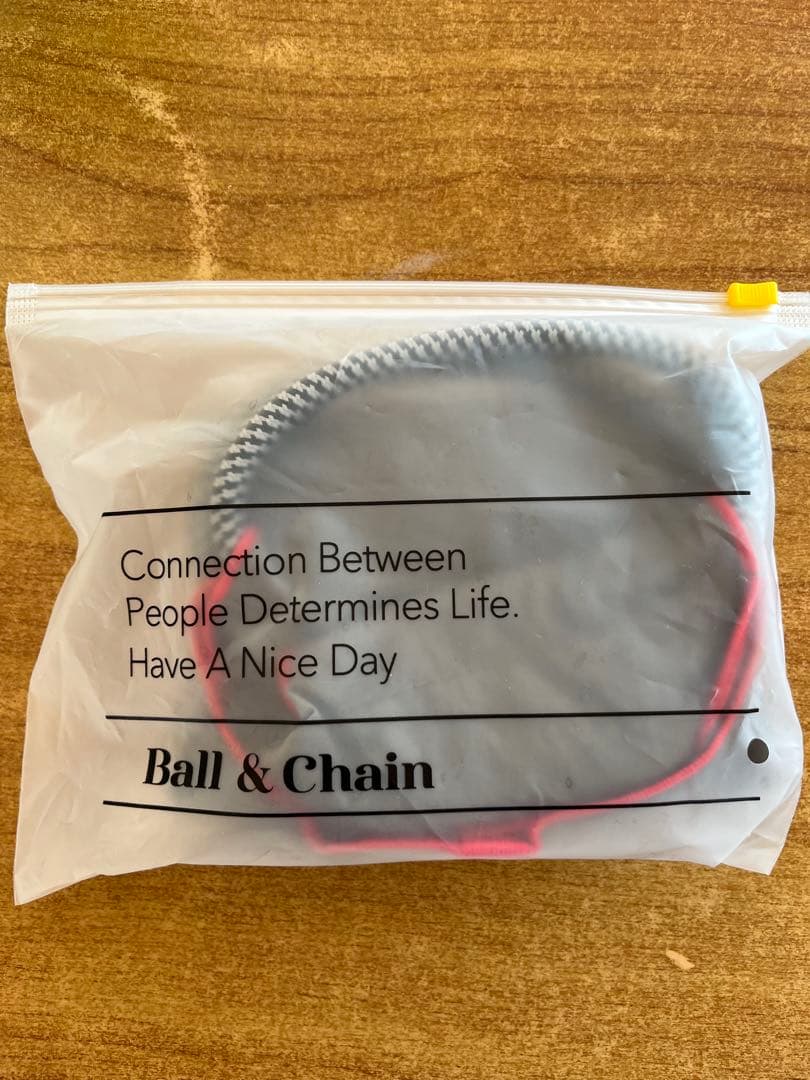 Connection Between
People Determines Life.
Have A Nice Day
Ball & Chain